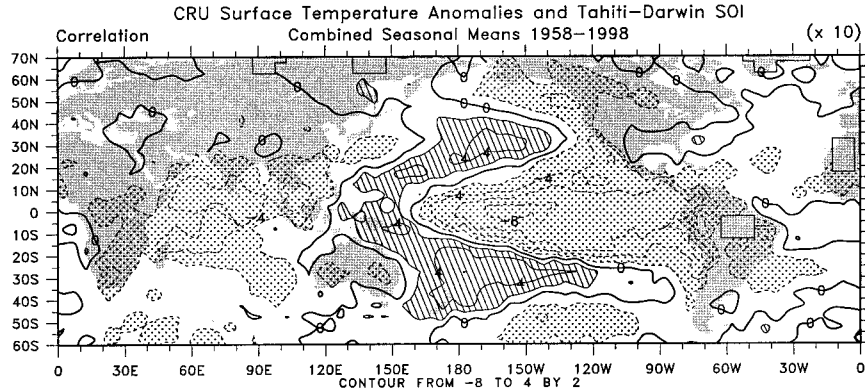 CRU Surface Temperature Anomalies and Tahiti-Darwin SOI
Correlation Combined Seasonal Means 1958-1998 (x 10)
70N
60N
50N
40N
30N
20N
10N
0
10S
20S
30S
40S
50S
60S
0 30E 60E 90E 120E 150E 180 150W 120W 90W 60W 30W 0
CONTOUR FROM -8 TO 4 BY 2